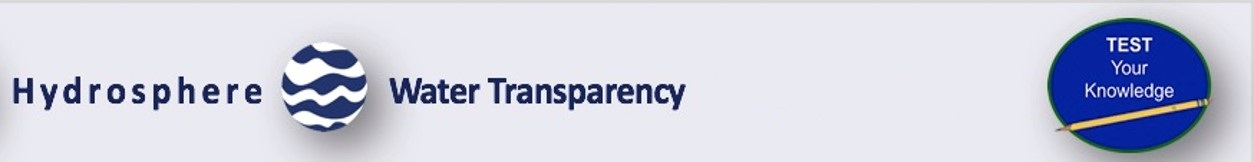 Hydrosphere Water Transparency
TEST
Your
Knowledge